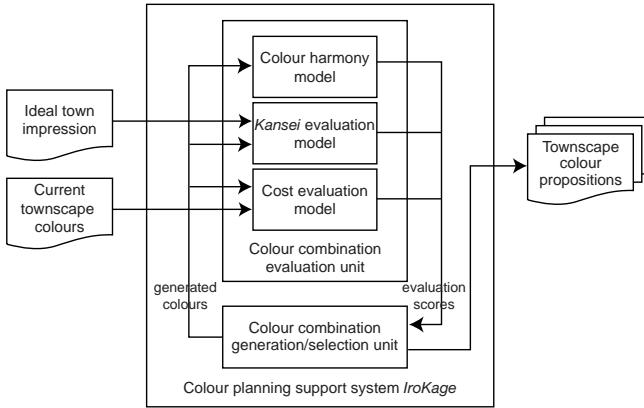 Colour harmony
model
Ideal town
impression
Kansei evaluation
model
Townscape
colour
propositions
Current
townscape
colours
Cost evaluation
model
Colour combination
evaluation unit
generated
colours
evaluation
scores
Colour combination
generation/selection unit
Colour planning support system IroKage